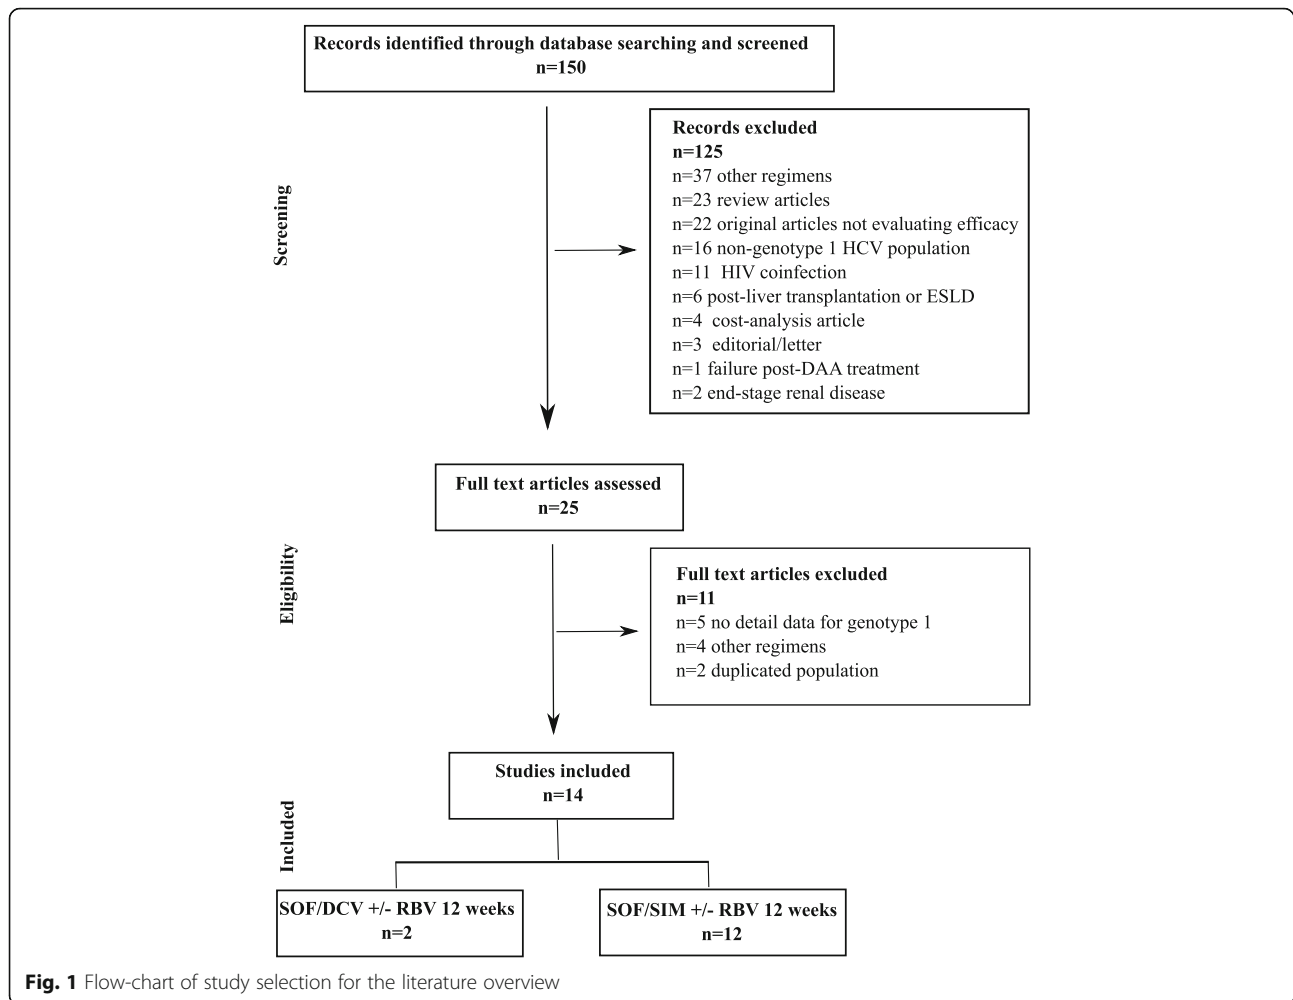 Records identified through database searching and screened
n=150
Screening
Records excluded
n=125
n=37 other regimens
n=23 review articles
n=22 original articles not evaluating efficacy
n=16 non-genotype 1 HCV population
n=11 HIV coinfection
n=6 post-liver transplantation or ESLD
n=4 cost-analysis article
n=3 editorial/letter
n=1 failure post-DAA treatment
n=2 end-stage renal disease
Full text articles assessed
n=25
Eligibility
Full text articles excluded
n=11
n=5 no detail data for genotype 1
n=4 other regimens
n=2 duplicated population
Studies included
n=14
Included
SOF/DCV +/- RBV 12 weeks
n=2
SOF/SIM +/- RBV 12 weeks
n=12
Fig. 1 Flow-chart of study selection for the literature overview